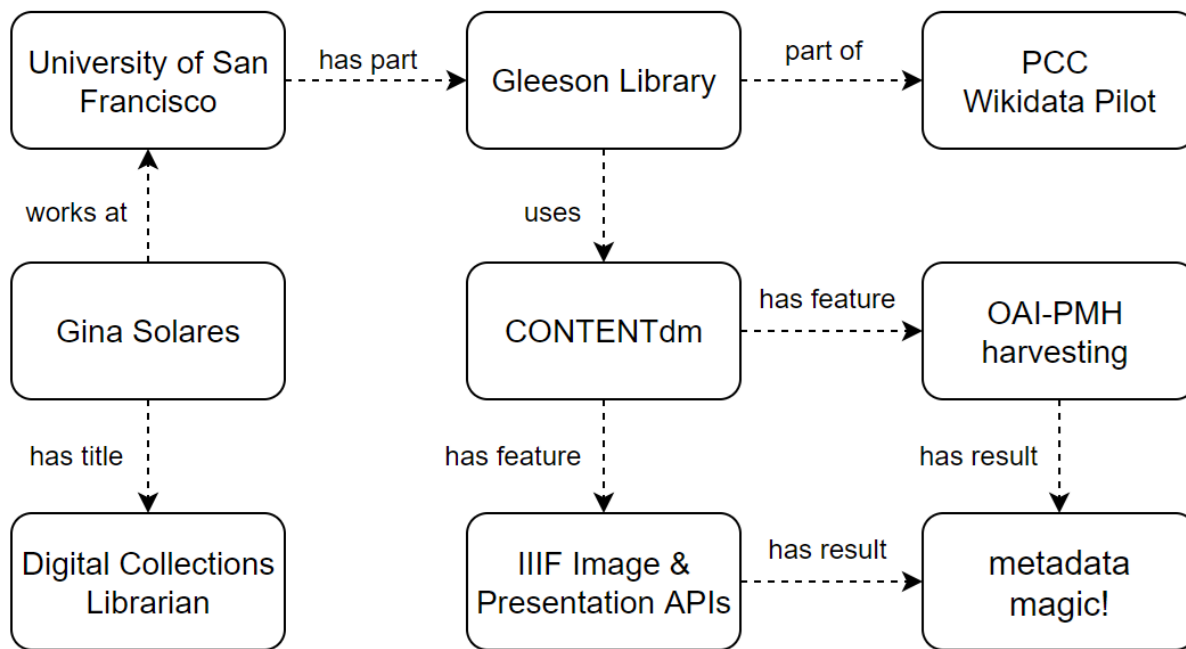 University of San
Francisco
has part
Gleeson Library
part of
PCC
Wikidata Pilot
works at
uses
Gina Solares
CONTENTdm
has feature
OAI-PMH
harvesting
has title
has feature
has result
Digital Collections
Librarian
IIIF Image &
Presentation APIs
has result
metadata
magic!